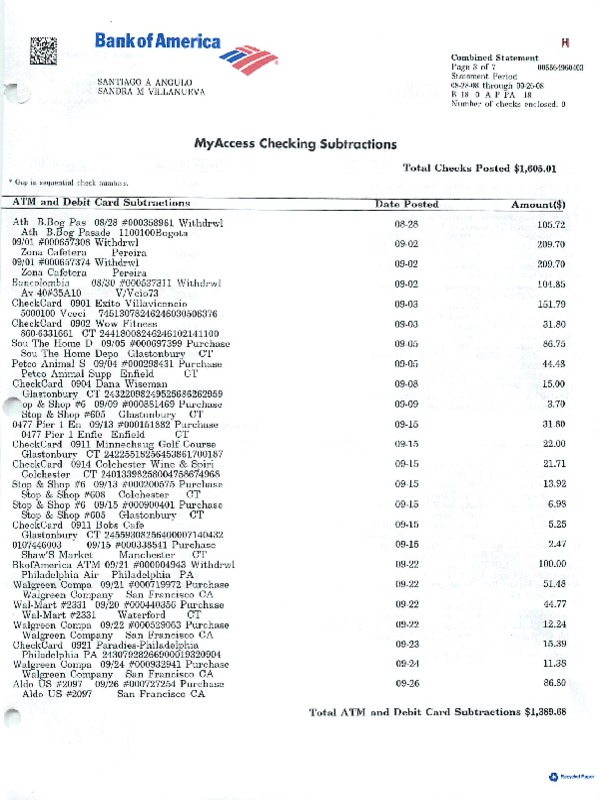 Bank of America
H
Combined Statement
Page 3 of 7 005564960403
Statement Period
08-28-08 through 09-26-08
B 18 0 A P PA 18
Number of checks enclosed: 0
SANTIAGO A ANGULO
SANDRA M VILLANUEVA
MyAccess Checking Subtractions
Total Checks Posted $1,605.01
* Gap in sequential check numbers.
ATM and Debit Card Subtractions Date Posted Amount($)
Ath B.Bog Pas 08/28 #000358961 Withdrwl 08-28 105.72
Ath B.Bog Pasade 1100100Bogota
09/01 #000657308 Withdrwl 09-02 209.70
Zona Cafetera Pereira
09/01 #000657374 Withdrwl 09-02 209.70
Zona Cafetera Pereira
Bancolombia 08/30 #000537311 Withdrwl 09-02 104.85
Av 40#35A10 V/Vcio73
CheckCard 0901 Exito Villavicencio 09-03 151.79
5000100 Vcoci 74513078246246030506376
CheckCard 0902 Wow Fitness 09-03 31.80
860-6331661 CT 24418008246246102141100
Sou The Home D 09/05 #000697399 Purchase 09-05 86.75
Sou The Home Depo Glastonbury CT
Petco Animal S 09/04 #000298431 Purchase 09-05 44.48
Petco Animal Supp Enfield CT
CheckCard 0904 Dana Wiseman 09-08 15.00
Glastonbury CT 24322098249525686262959
op & Shop #6 09/09 #000881469 Purchase 09-09 3.70
Stop & Shop #605 Glastonbury CT
0477 Pier 1 En 09/13 #000151882 Purchase 09-15 31.80
0477 Pier 1 Enfie Enfield CT
CheckCard 0911 Minnechaug Golf Course 09-15 22.00
Glastonbury CT 24225518256453861700187
CheckCard 0914 Colchester Wine & Spiri 09-15 21.71
Colchester CT 24013398258004758674968
Stop & Shop #6 09/13 #000200575 Purchase 09-15 13.92
Stop & Shop #608 Colchester CT
Stop & Shop #6 09/15 #000900401 Purchase 09-15 6.98
Stop & Shop #605 Glastonbury CT
CheckCard 0911 Bobs Cafe 09-15 5.25
Glastonbury CT 24559308256400007140432
0107446003 09/15 #000338541 Purchase 09-15 2.47
Shaw'S Market Manchester CT
BkofAmerica ATM 09/21 #000004943 Withdrwl 09-22 100.00
Philadelphia Air Philadelphia PA
Walgreen Compa 09/21 #000719972 Purchase 09-22 51.48
Walgreen Company San Francisco CA
Wal-Mart #2331 09/20 #000440356 Purchase 09-22 44.77
Wal-Mart #2331 Waterford CT
Walgreen Compa 09/22 #000529063 Purchase 09-22 12.24
Walgreen Company San Francisco CA
CheckCard 0921 Paradies-Philadelphia 09-23 15.39
Philadelphia PA 24307928266900019320904
Walgreen Compa 09/24 #000932941 Purchase 09-24 11.38
Walgreen Company San Francisco CA
Aldo US #2097 09/26 #000727254 Purchase 09-26 86.80
Aldo US #2097 San Francisco CA
Total ATM and Debit Card Subtractions $1,389.68
Recycled Paper